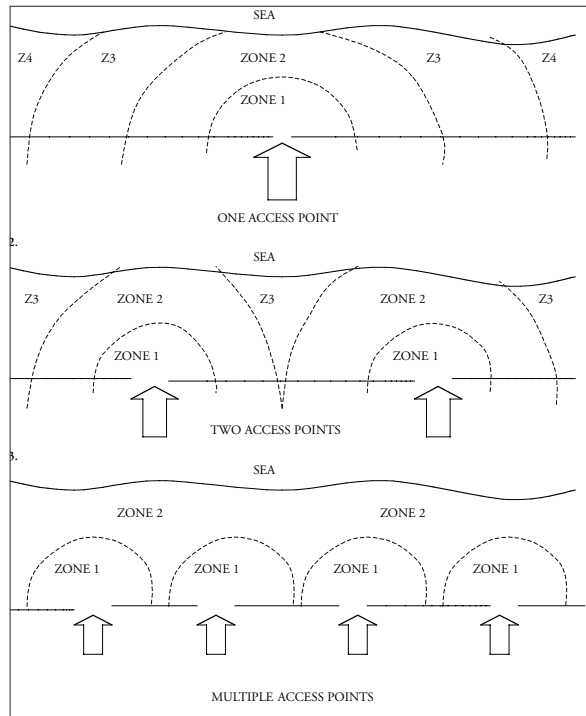 SEA
Z4 Z3 ZONE 2 Z3 Z4
ZONE 1
ONE ACCESS POINT
2.
SEA
Z3 ZONE 2 Z3 ZONE 2 Z3
ZONE 1 ZONE 1
TWO ACCESS POINTS
3.
SEA
ZONE 2 ZONE 2
ZONE 1 ZONE 1 ZONE 1 ZONE 1
MULTIPLE ACCESS POINTS